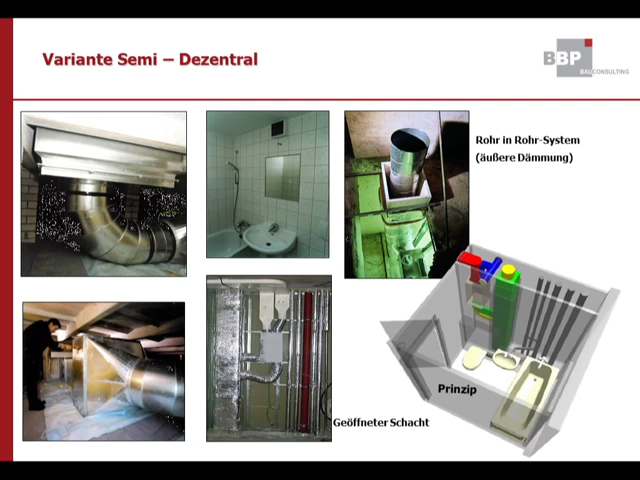 Variante Semi – Dezentral
BBP
BAUCONSULTING
Rohr in Rohr-System
(äußere Dämmung)
Prinzip
Geöffneter Schacht